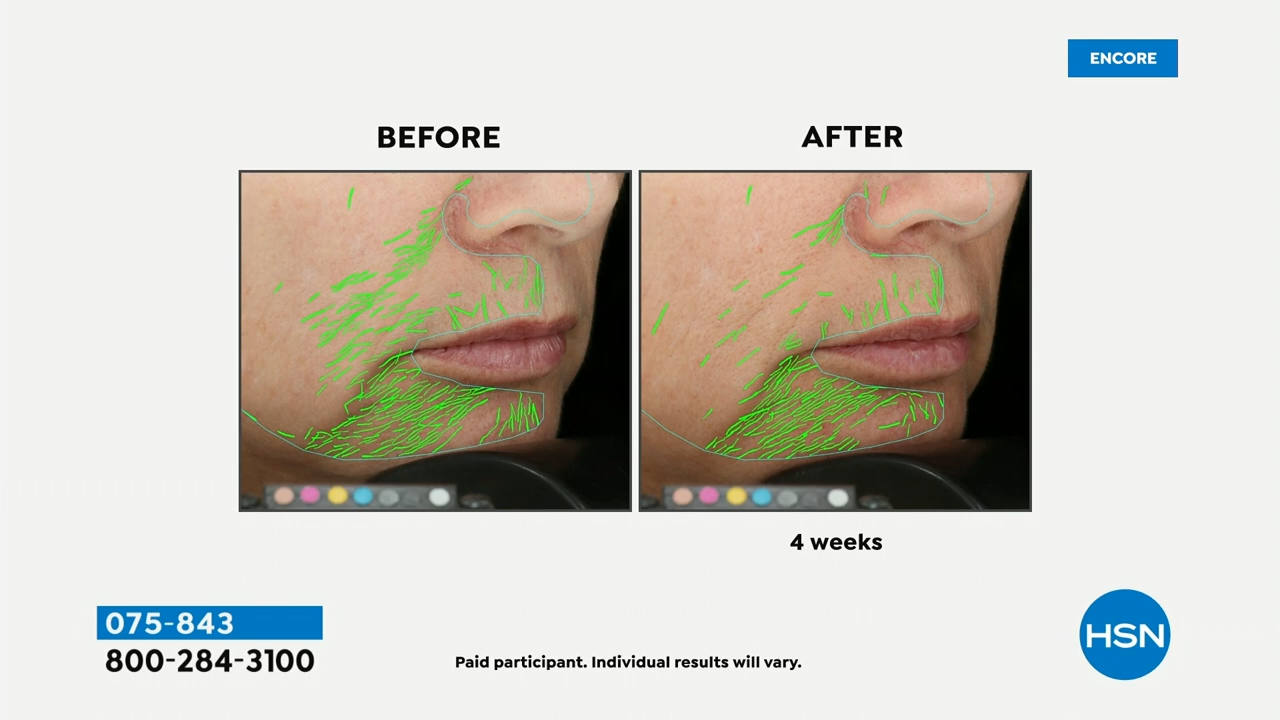 ENCORE
BEFORE
AFTER
4 weeks
075-843
800-284-3100
Paid participant. Individual results will vary.
HSN